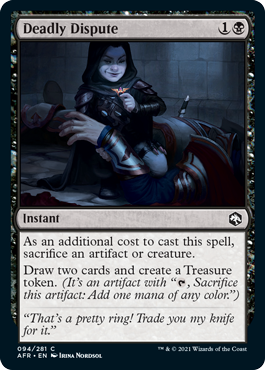 Deadly Dispute 1
Instant
As an additional cost to cast this spell,
sacrifice an artifact or creature.
Draw two cards and create a Treasure
token. (It's an artifact with “, Sacrifice
this artifact: Add one mana of any color.”)
“That's a pretty ring! Trade you my knife
for it.”
094/281 C
AFR • EN IRINA NORDSOL
™ & © 2021 Wizards of the Coast